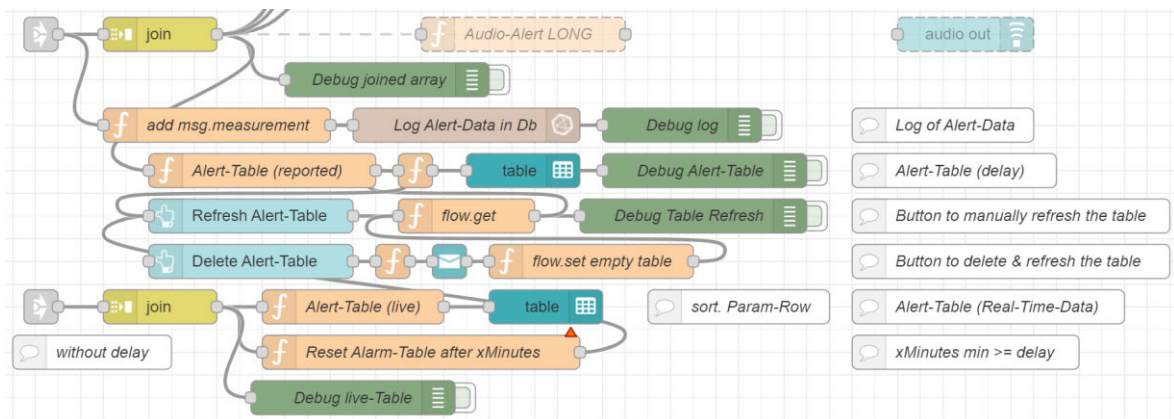 join
Audio-Alert LONG
audio out
Debug joined array
add msg.measurement
Log Alert-Data in Db
Debug log
Log of Alert-Data
Alert-Table (reported)
table
Debug Alert-Table
Alert-Table (delay)
Refresh Alert-Table
flow.get
Debug Table Refresh
Button to manually refresh the table
Delete Alert-Table
flow.set empty table
Button to delete & refresh the table
join
Alert-Table (live)
table
sort. Param-Row
Alert-Table (Real-Time-Data)
without delay
Reset Alarm-Table after xMinutes
xMinutes min >= delay
Debug live-Table